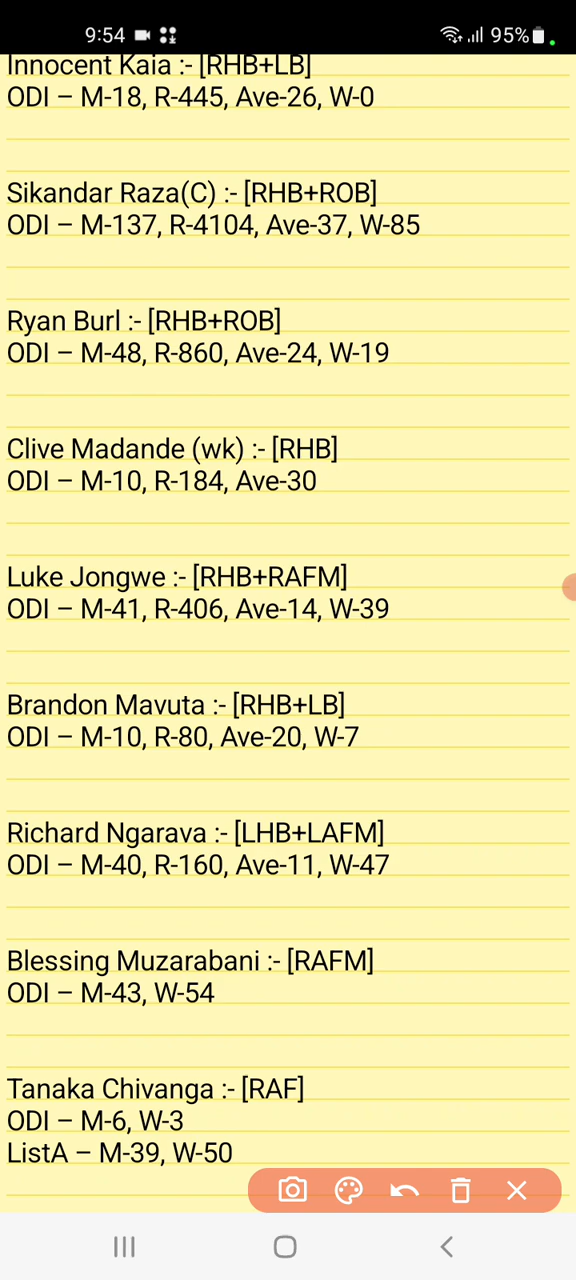 9:54
95%
Innocent Kaia :- [RHB+LB]
ODI – M-18, R-445, Ave-26, W-0
Sikandar Raza(C) :- [RHB+ROB]
ODI – M-137, R-4104, Ave-37, W-85
Ryan Burl :- [RHB+ROB]
ODI – M-48, R-860, Ave-24, W-19
Clive Madande (wk) :- [RHB]
ODI – M-10, R-184, Ave-30
Luke Jongwe :- [RHB+RAFM]
ODI – M-41, R-406, Ave-14, W-39
Brandon Mavuta :- [RHB+LB]
ODI – M-10, R-80, Ave-20, W-7
Richard Ngarava :- [LHB+LAFM]
ODI – M-40, R-160, Ave-11, W-47
Blessing Muzarabani :- [RAFM]
ODI – M-43, W-54
Tanaka Chivanga :- [RAF]
ODI – M-6, W-3
ListA – M-39, W-50